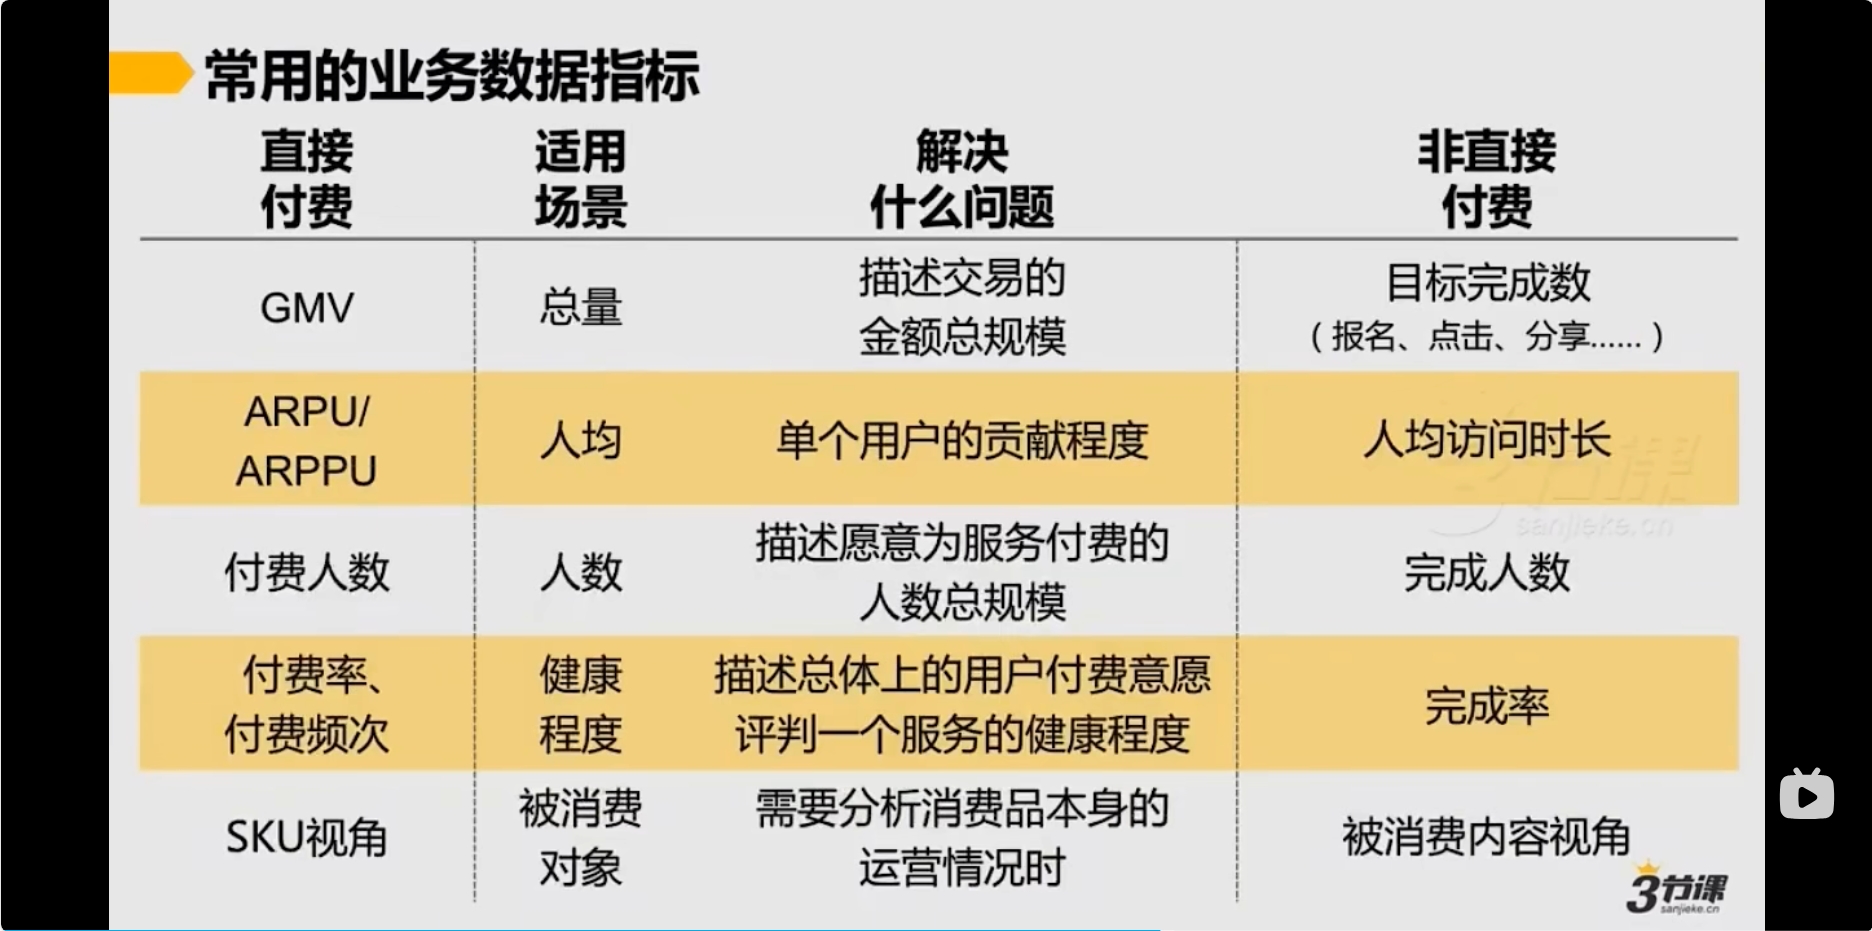 常用的业务数据指标
直接
付费
适用
场景
解决
什么问题
非直接
付费
GMV
总量
描述交易的
金额总规模
目标完成数
（报名、点击、分享......）
ARPU/
ARPPU
人均
单个用户的贡献程度
人均访问时长
付费人数
人数
描述愿意为服务付费的
人数总规模
完成人数
付费率、
付费频次
健康
程度
描述总体上的用户付费意愿
评判一个服务的健康程度
完成率
SKU视角
被消费
对象
需要分析消费品本身的
运营情况时
被消费内容视角
3节课
sanjieke.cn
3节课
sanjieke.cn